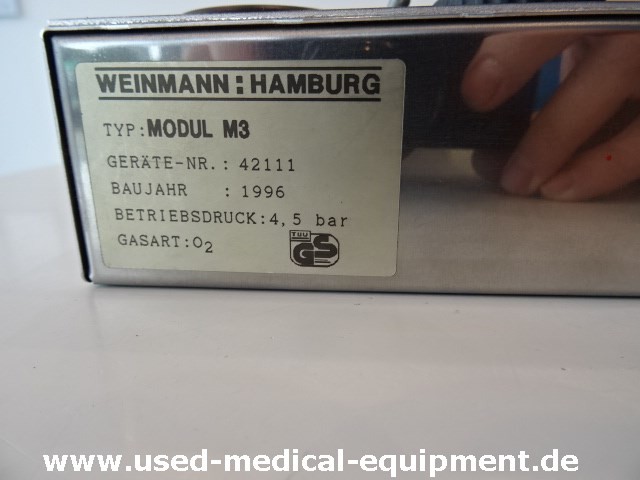 WEINMANN:HAMBURG
TYP:MODUL M3
GERÄTE-NR.: 42111
BAUJAHR : 1996
BETRIEBSDRUCK:4,5 bar
GASART:O2
TÜV
GS
www.used-medical-equipment.de